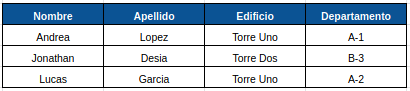 Nombre Apellido Edificio Departamento
Andrea Lopez Torre Uno A-1
Jonathan Desia Torre Dos B-3
Lucas Garcia Torre Uno A-2